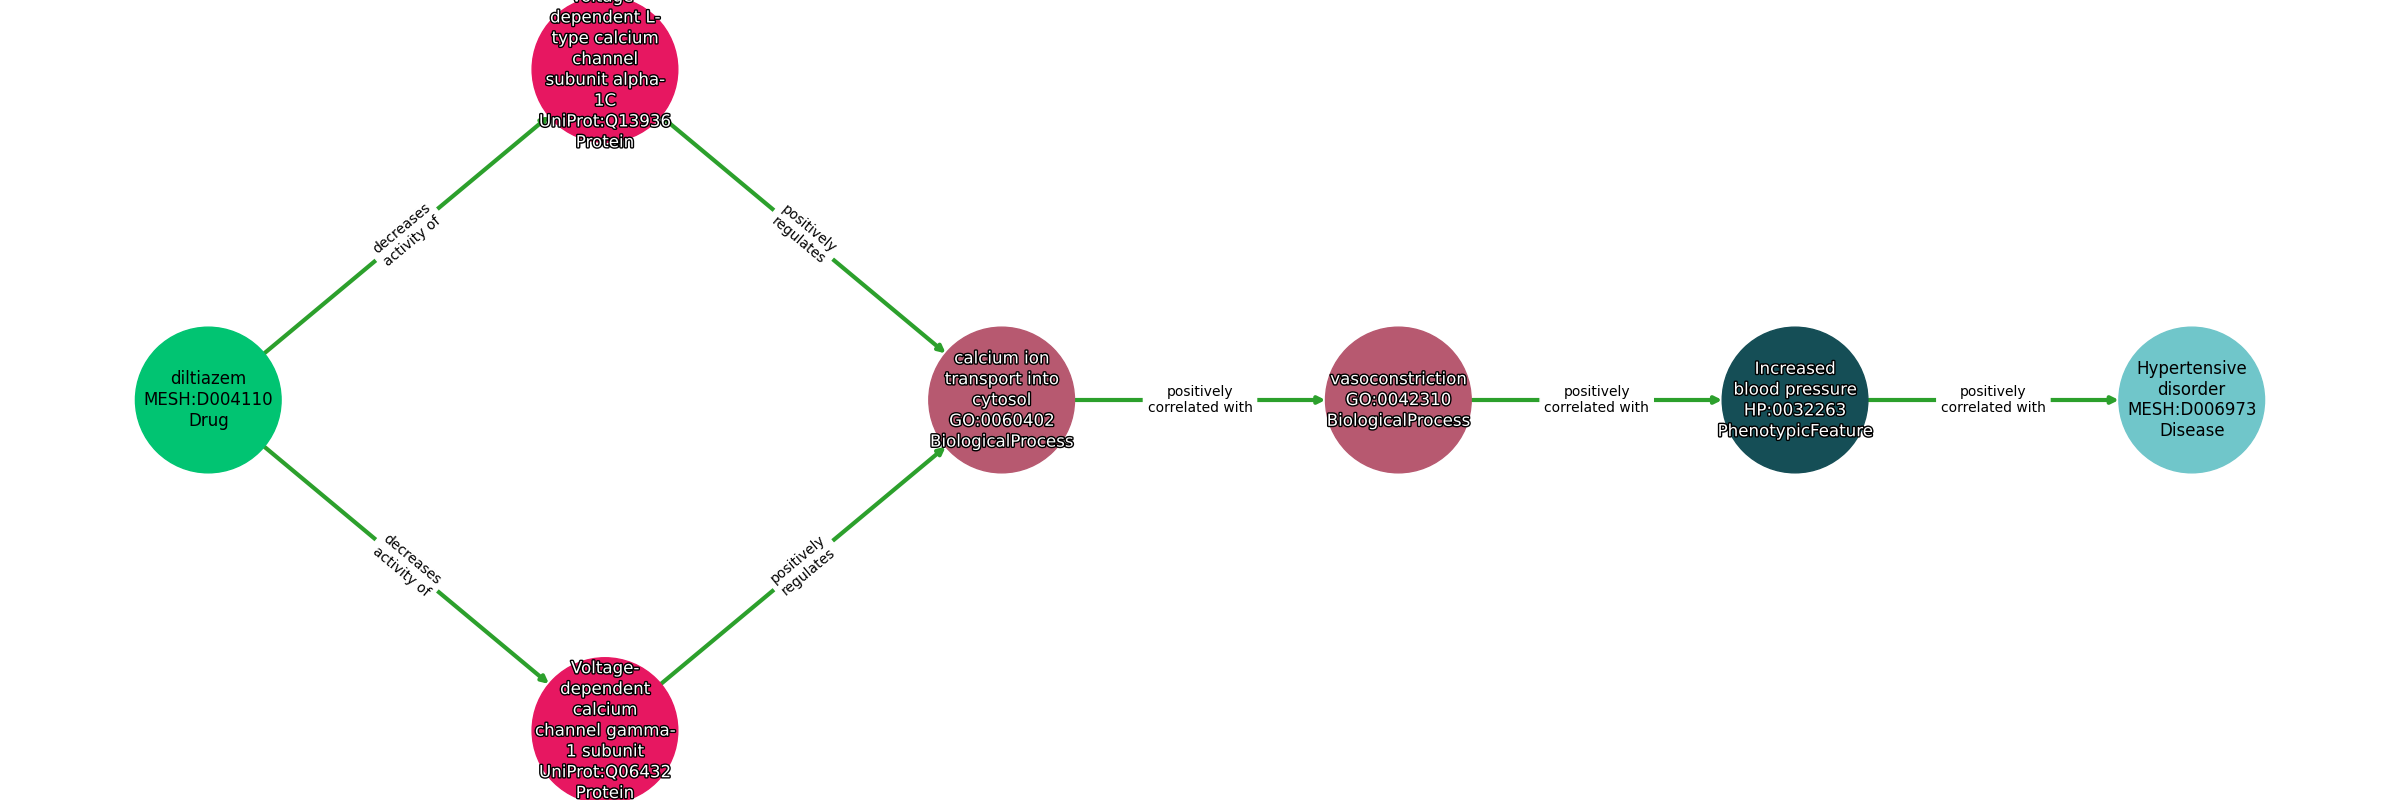 dependent L-
type calcium
channel
subunit alpha-
1C
UniProt:Q13936
Protein
decreases
activity of
positively
regulates
diltiazem
MESH:D004110
Drug
calcium ion
transport into
cytosol
GO:0060402
BiologicalProcess
positively
correlated with
vasoconstriction
GO:0042310
BiologicalProcess
positively
correlated with
Increased
blood pressure
HP:0032263
PhenotypicFeature
positively
correlated with
Hypertensive
disorder
MESH:D006973
Disease
decreases
activity of
positively
regulates
Voltage-
dependent
calcium
channel gamma-
1 subunit
UniProt:Q06432
Protein